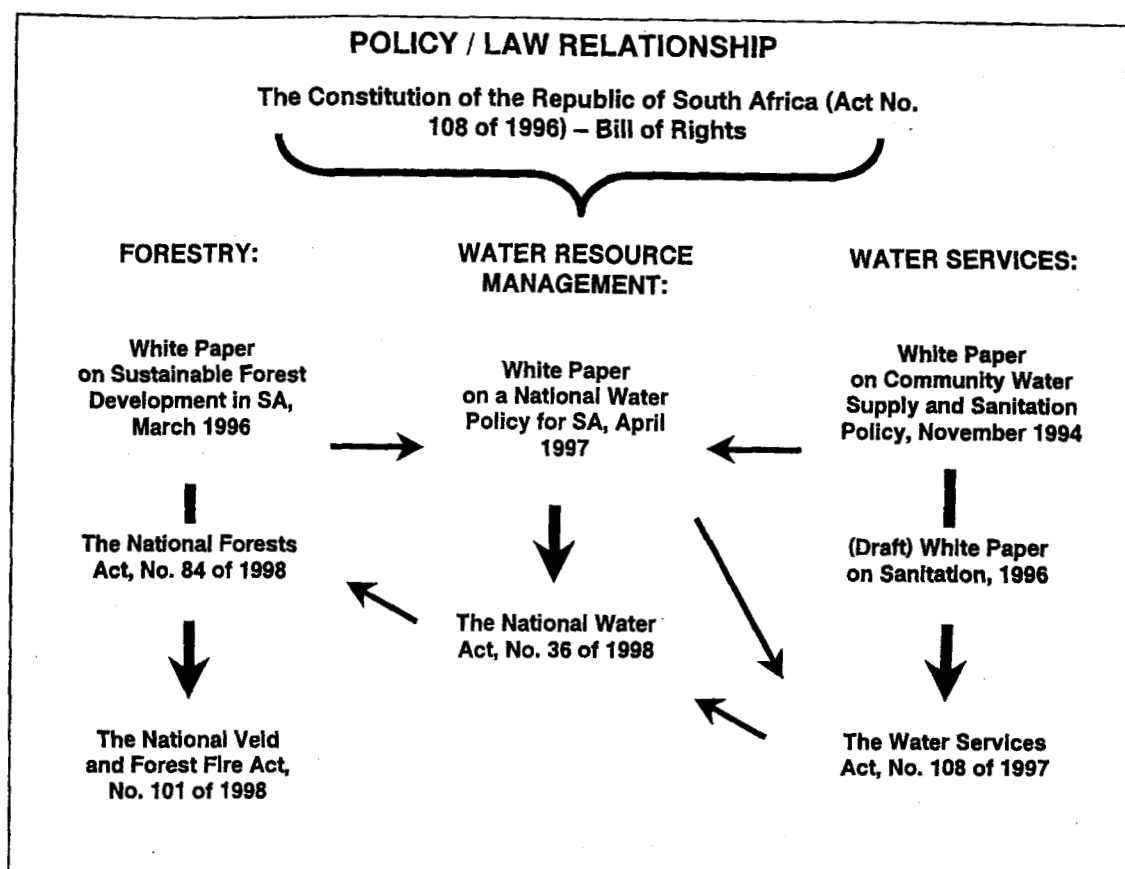 POLICY / LAW RELATIONSHIP
The Constitution of the Republic of South Africa (Act No.
108 of 1996) – Bill of Rights
FORESTRY:
WATER RESOURCE
MANAGEMENT:
WATER SERVICES:
White Paper
on Sustainable Forest
Development in SA,
March 1996
White Paper
on a National Water
Policy for SA, April
1997
White Paper
on Community Water
Supply and Sanitation
Policy, November 1994
The National Forests
Act, No. 84 of 1998
(Draft) White Paper
on Sanitation, 1996
The National Water
Act, No. 36 of 1998
The National Veld
and Forest Fire Act,
No. 101 of 1998
The Water Services
Act, No. 108 of 1997